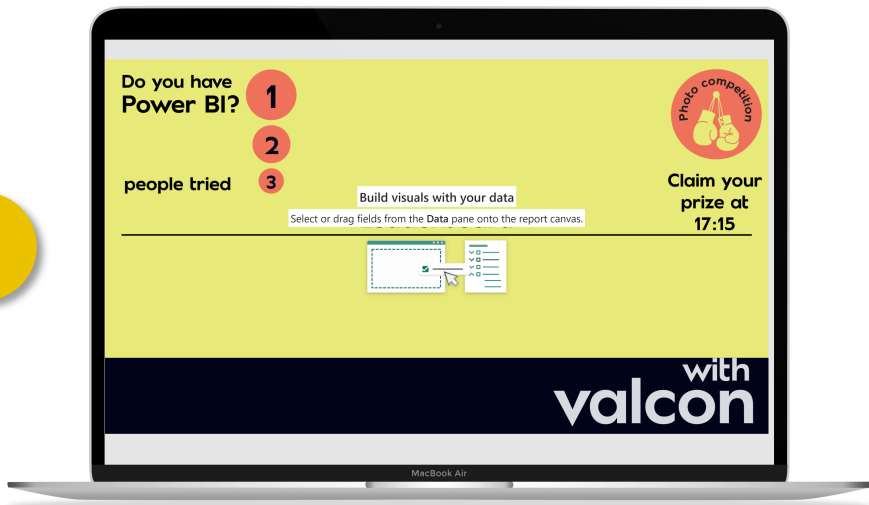 Do you have
Power BI?
1
2
people tried
3
Build visuals with your data
Select or drag fields from the Data pane onto the report canvas.
Photo competition
Claim your
prize at
17:15
with
valcon
MacBook Air